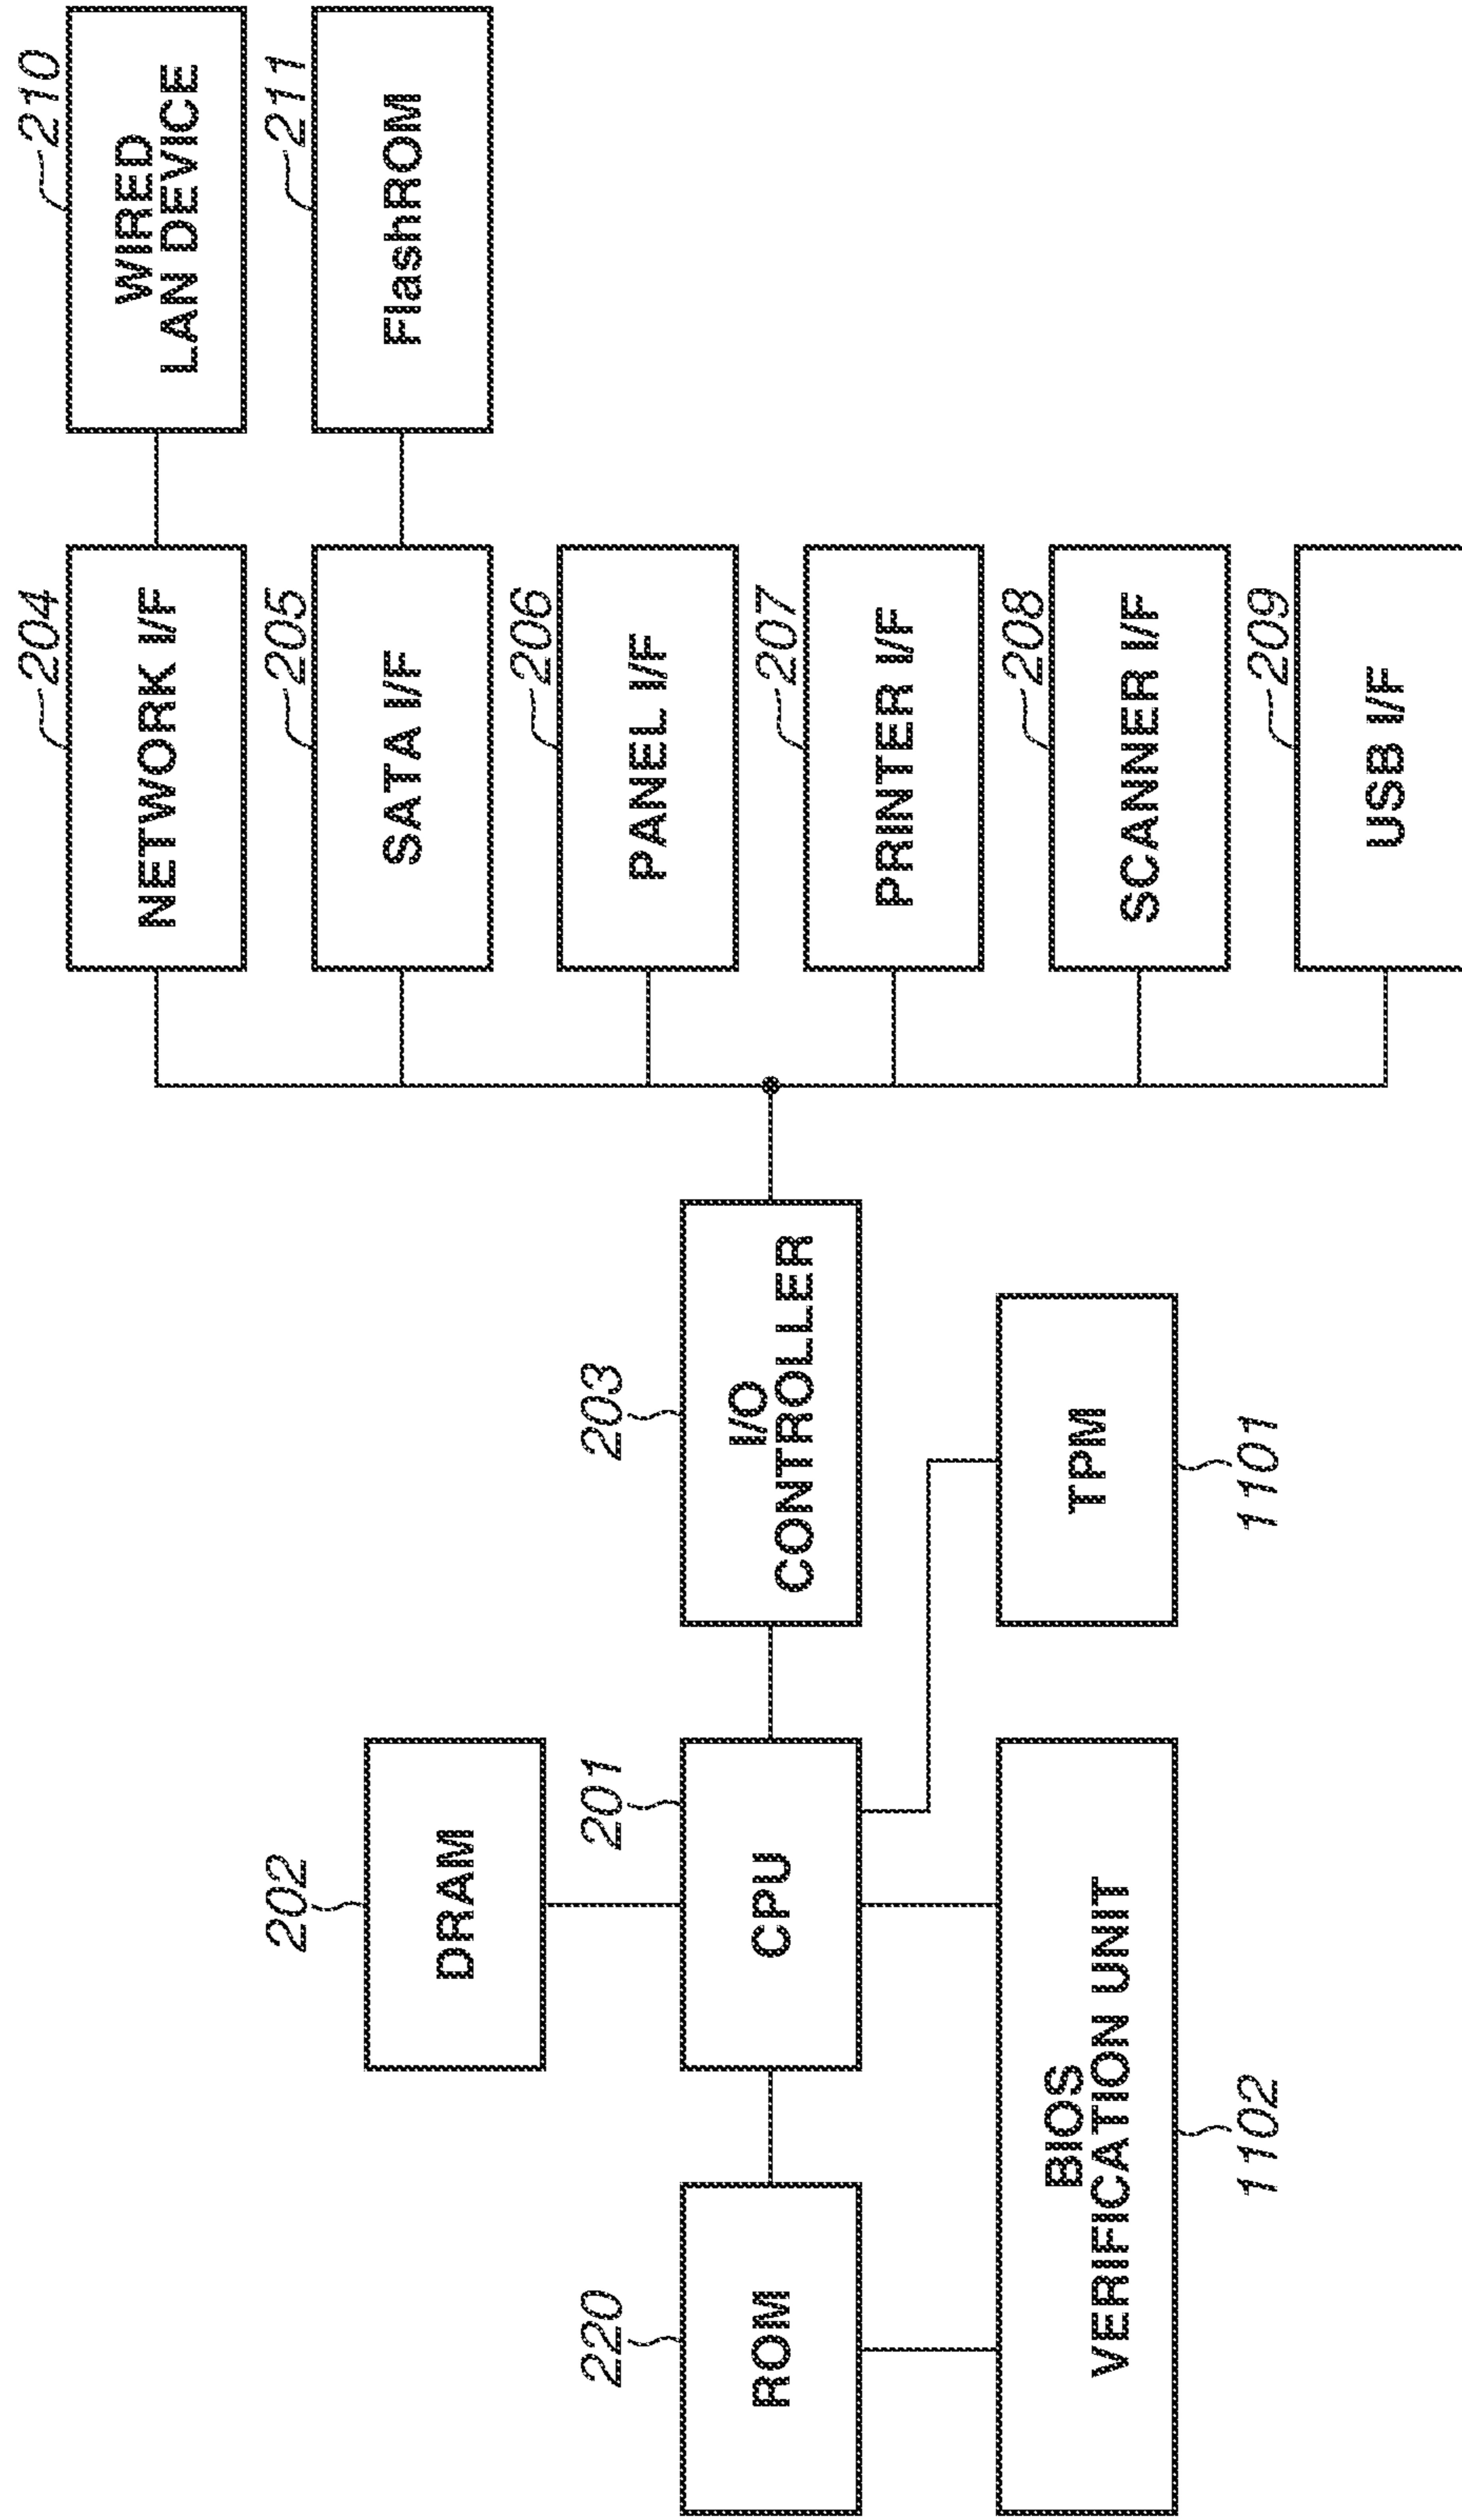 210
WIRED
LAN DEVICE
211
FlashROM
204
NETWORK I/F
205
SATA I/F
206
PANEL I/F
207
PRINTER I/F
208
SCANNER I/F
209
USB I/F
203
I/O
CONTROLLER
TPM
1101
202
DRAM
201
CPU
220
ROM
BIOS
VERIFICATION UNIT
1102